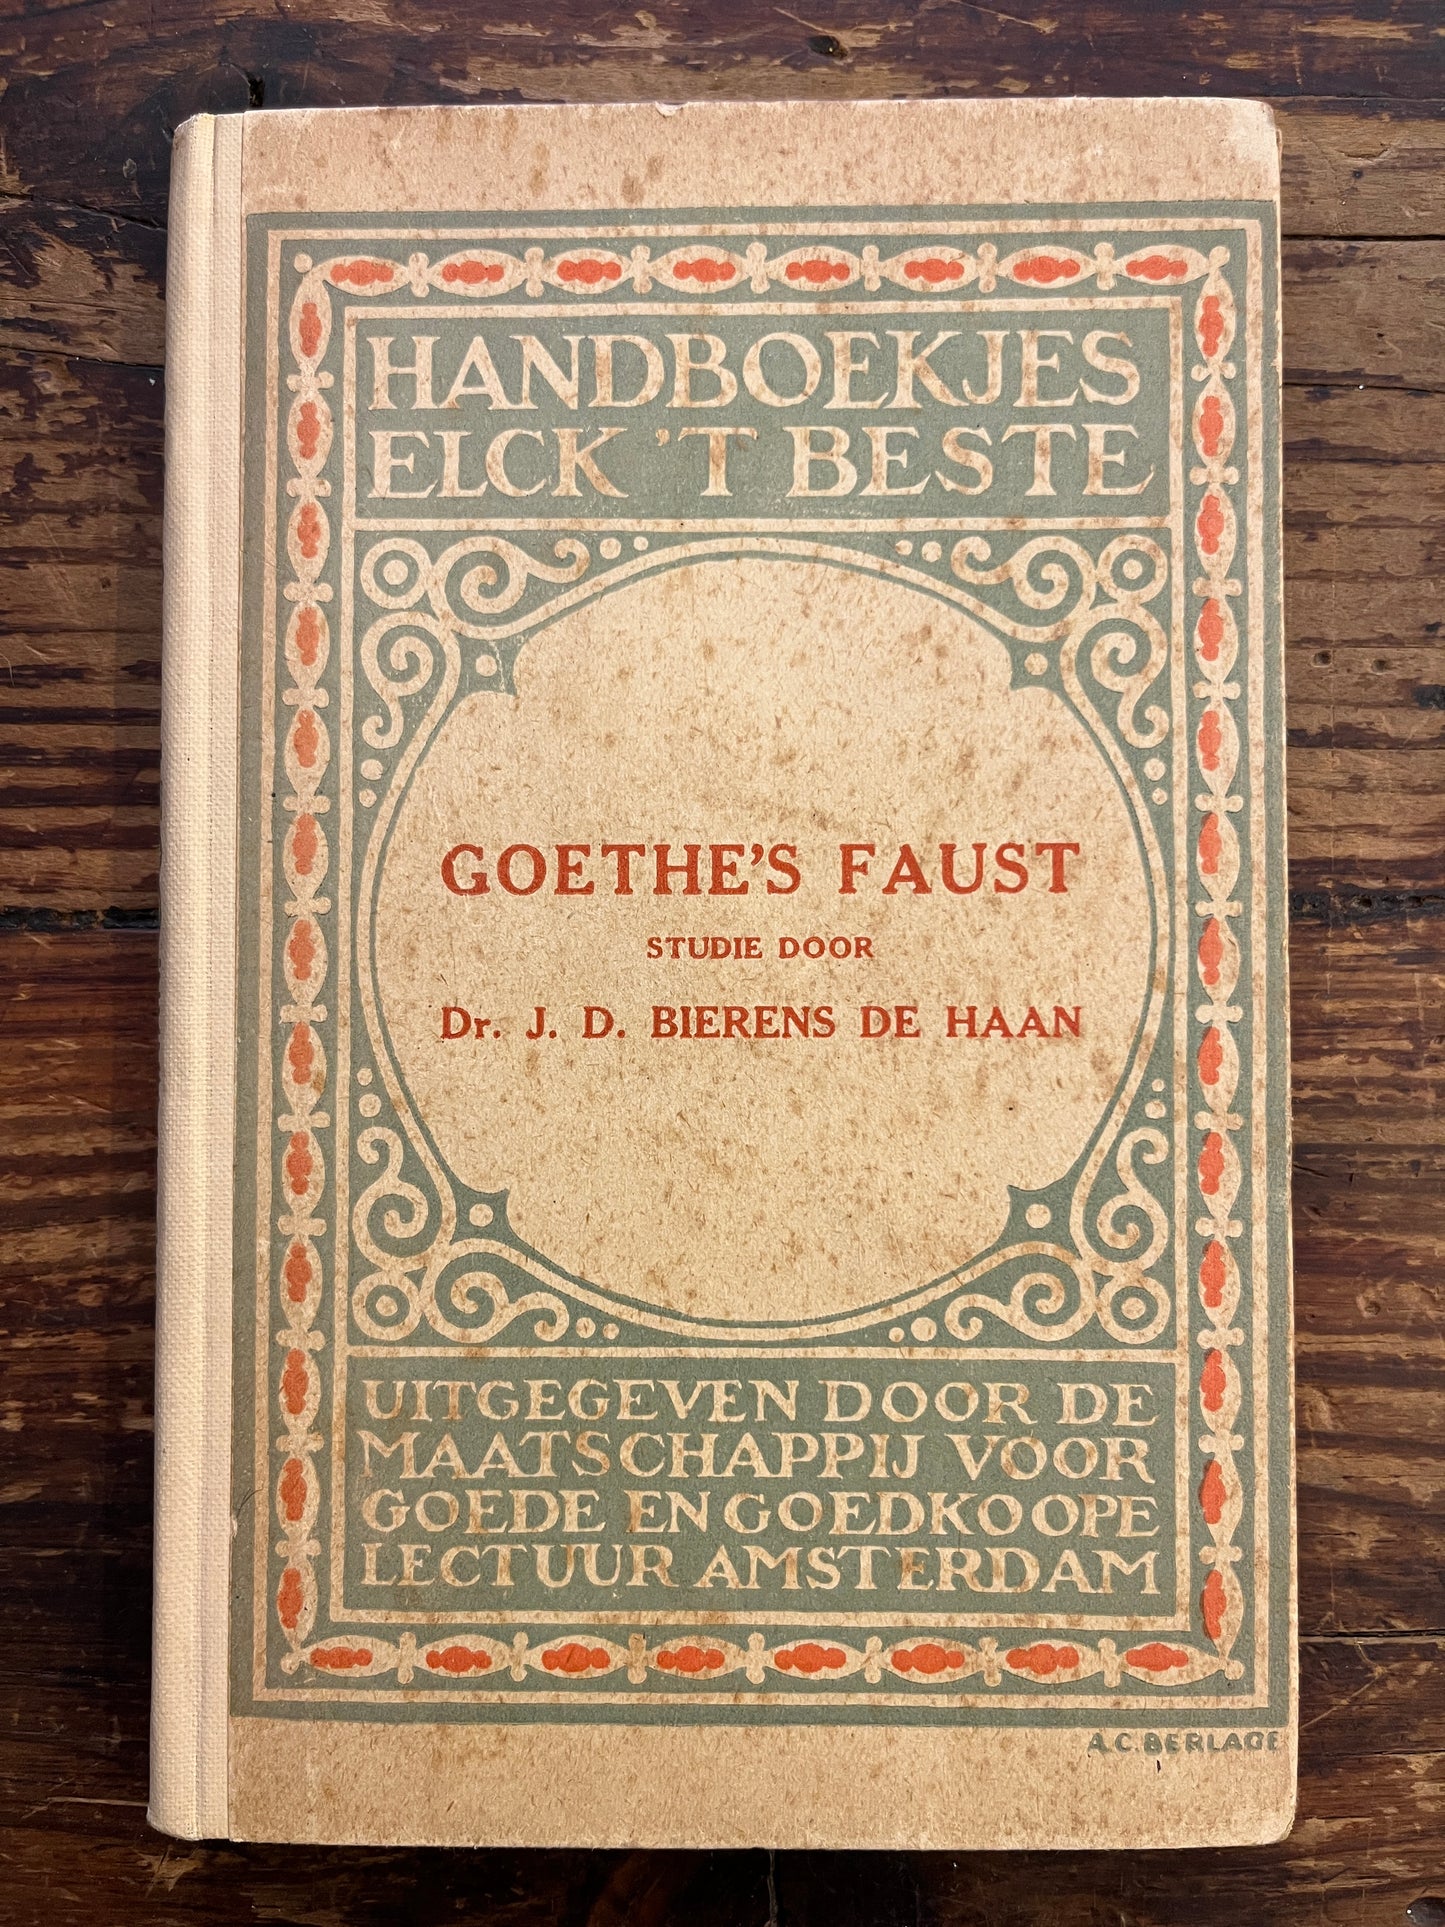 HANDBOEKJES
ELCK 'T BESTE
GOETHE'S FAUST
STUDIE DOOR
Dr. J. D. BIERENS DE HAAN
UITGEGEVEN DOOR DE
MAATSCHAPPIJ VOOR
GOEDE EN GOEDKOOPE
LECTUUR AMSTERDAM
A.C. BERLAGE